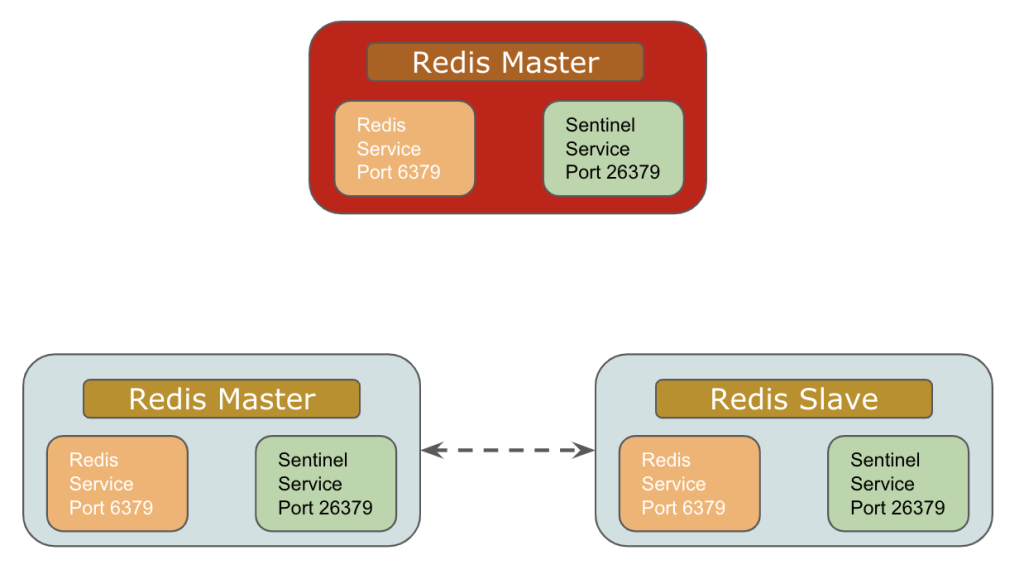 Redis Master
Redis
Service
Port 6379
Sentinel
Service
Port 26379
Redis Master
Redis
Service
Port 6379
Sentinel
Service
Port 26379
Redis Slave
Redis
Service
Port 6379
Sentinel
Service
Port 26379